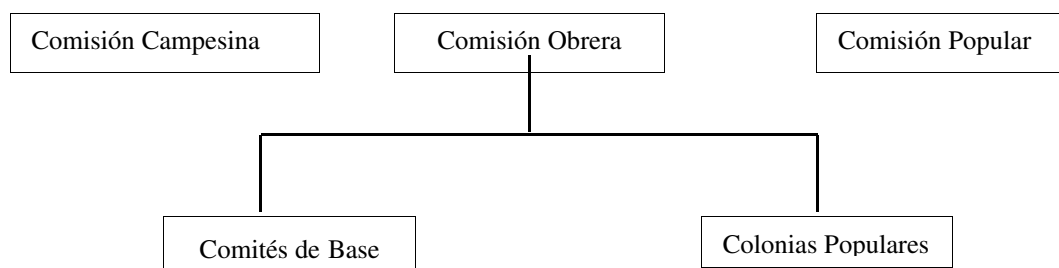 Comisión Campesina
Comisión Obrera
Comisión Popular
Comités de Base
Colonias Populares